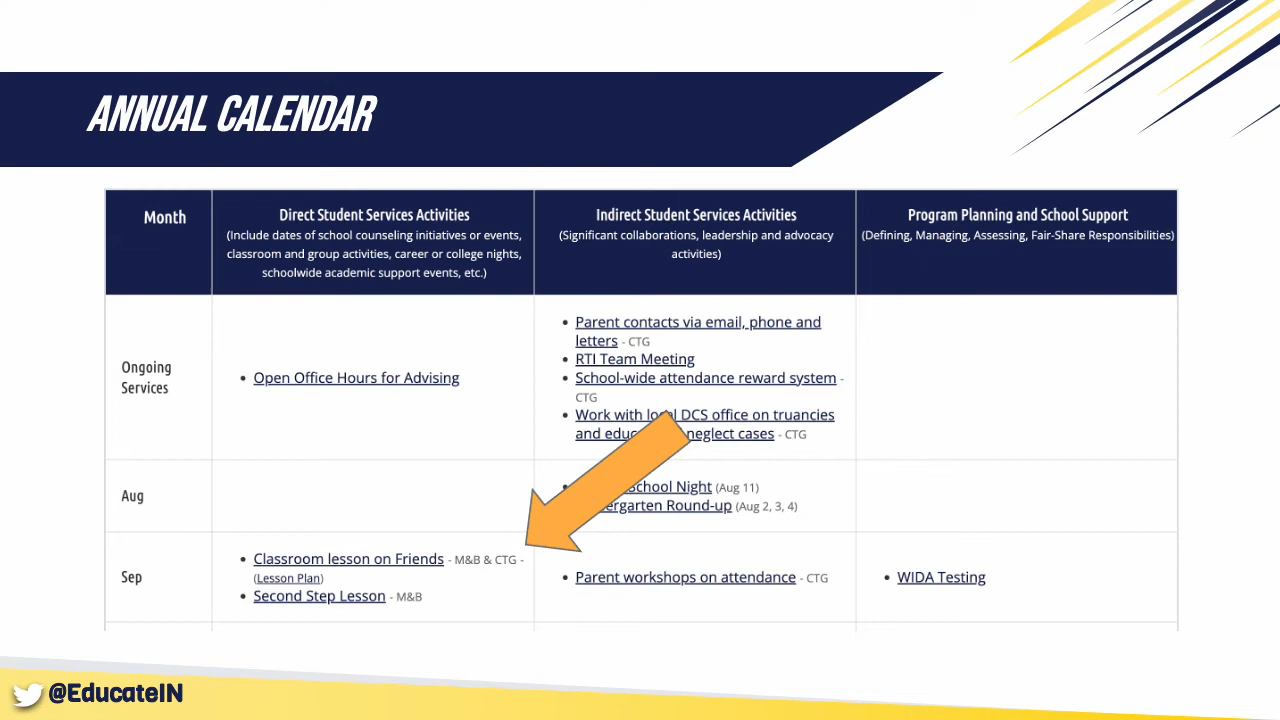 ANNUAL CALENDAR
Month
Direct Student Services Activities
(Include dates of school counseling initiatives or events,
classroom and group activities, career or college nights,
schoolwide academic support events, etc.)
Indirect Student Services Activities
(Significant collaborations, leadership and advocacy
activities)
Program Planning and School Support
(Defining, Managing, Assessing, Fair-Share Responsibilities)
Ongoing
Services
• Open Office Hours for Advising
• Parent contacts via email, phone and
letters - CTG
• RTI Team Meeting
• School-wide attendance reward system -
CTG
• Work with local DCS office on truancies
and neglect cases - CTG
Aug
School Night (Aug 11)
Round-up (Aug 2, 3, 4)
Sep
• Classroom lesson on Friends - M&B & CTG -
(Lesson Plan)
• Second Step Lesson - M&B
• Parent workshops on attendance - CTG
• WIDA Testing
@EducateIN